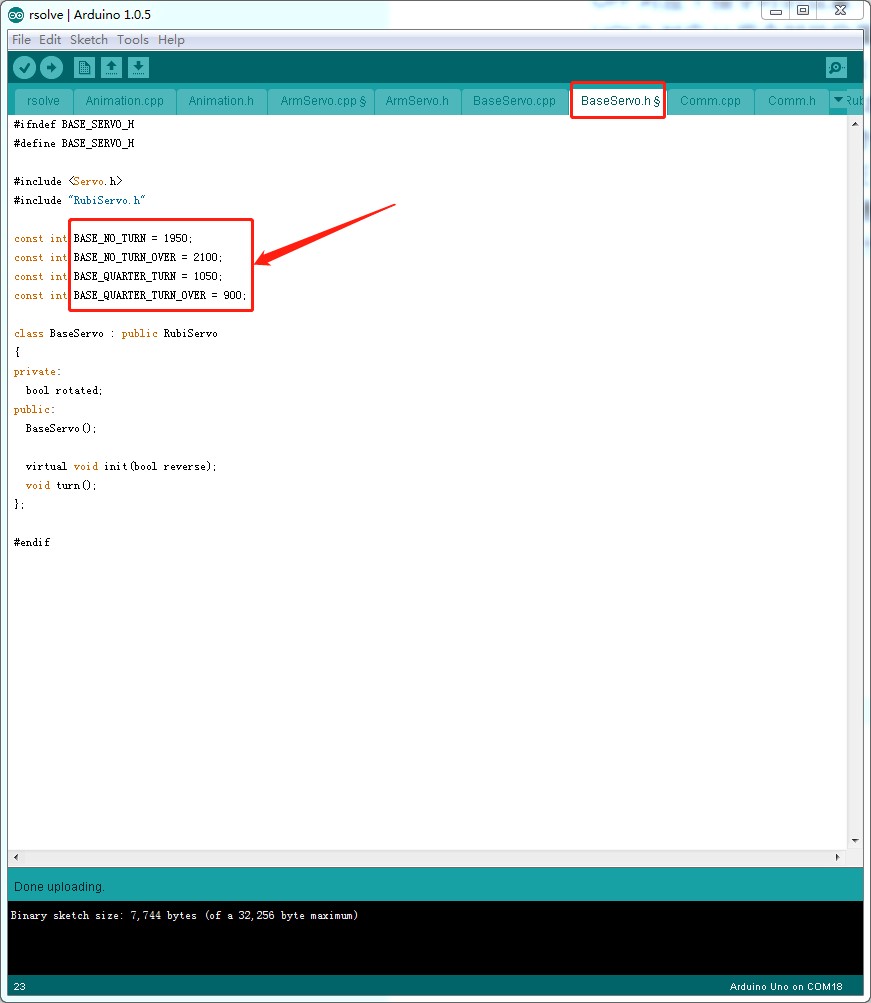 rsolve | Arduino 1.0.5
File Edit Sketch Tools Help
rsolve Animation.cpp Animation.h ArmServo.cpp § ArmServo.h BaseServo.cpp BaseServo.h § Comm.cpp Comm.h Rub
#ifndef BASE_SERVO_H
#define BASE_SERVO_H
#include <Servo.h>
#include "RubiServo.h"
const int BASE_NO_TURN = 1950;
const int BASE_NO_TURN_OVER = 2100;
const int BASE_QUARTER_TURN = 1050;
const int BASE_QUARTER_TURN_OVER = 900;
class BaseServo : public RubiServo
{
private:
bool rotated;
public:
BaseServo();
virtual void init(bool reverse);
void turn();
};
#endif
Done uploading.
Binary sketch size: 7,744 bytes (of a 32,256 byte maximum)
23 Arduino Uno on COM18